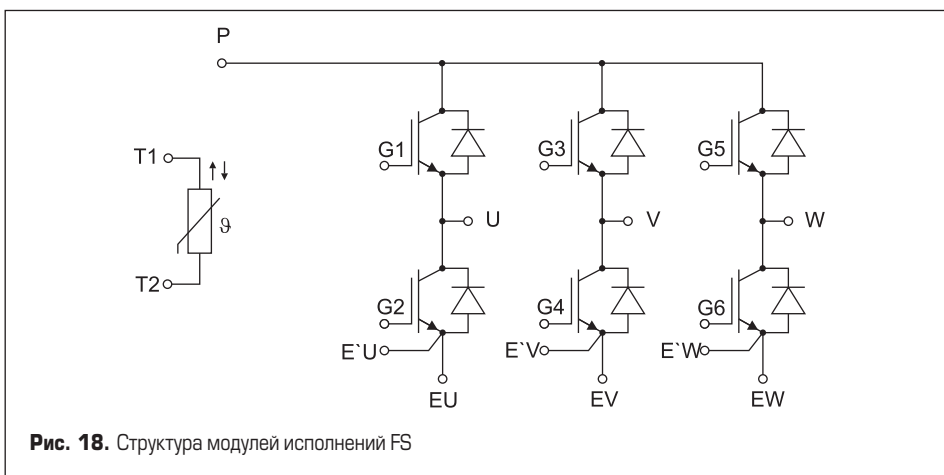 P
T1
ϑ
T2
G1
G3
G5
U
V
W
G2
G4
G6
E`U
E`V
E`W
EU
EV
EW
Рис. 18. Структура модулей исполнений FS